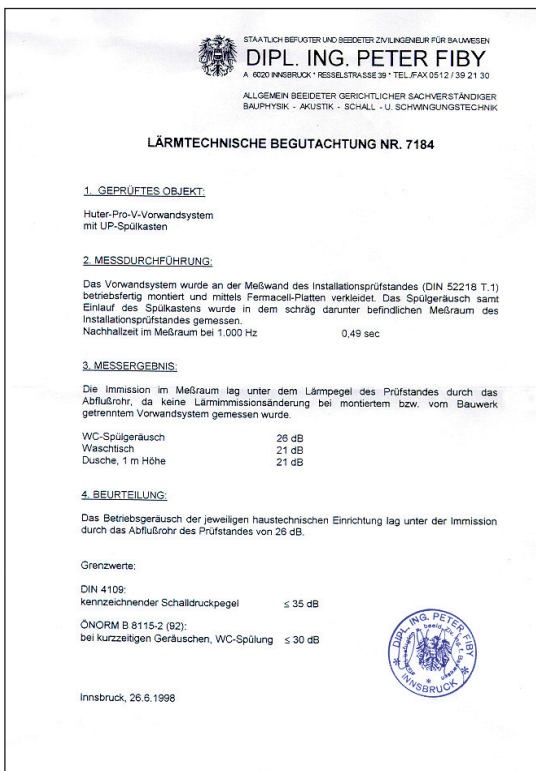 STAATLICH BEFUGTER UND BEEIDETER ZIVILINGENIEUR FÜR BAUWESEN
DIPL. ING. PETER FIBY
A 6020 INNSBRUCK * RESSELSTRASSE 39 * TEL./FAX 0512 / 39 21 30
ALLGEMEIN BEEIDETER GERICHTLICHER SACHVERSTÄNDIGER
BAUPHYSIK - AKUSTIK - SCHALL - U. SCHWINGUNGSTECHNIK
LÄRMTECHNISCHE BEGUTACHTUNG NR. 7184
1. GEPRÜFTES OBJEKT:
Huter-Pro-V-Vorwandsystem
mit UP-Spülkasten
2. MESSDURCHFÜHRUNG:
Das Vorwandsystem wurde an der Meßwand des Installationsprüfstandes (DIN 52218 T.1)
betriebsfertig montiert und mittels Fermacell-Platten verkleidet. Das Spülgeräusch samt
Einlauf des Spülkastens wurde in dem schräg darunter befindlichen Meßraum des
Installationsprüfstandes gemessen.
Nachhallzeit im Meßraum bei 1.000 Hz 0,49 sec
3. MESSERGEBNIS:
Die Immission im Meßraum lag unter dem Lärmpegel des Prüfstandes durch das
Abflußrohr, da keine Lärmimmissionsänderung bei montiertem bzw. vom Bauwerk
getrenntem Vorwandsystem gemessen wurde.
WC-Spülgeräusch 26 dB
Waschtisch 21 dB
Dusche, 1 m Höhe 21 dB
4. BEURTEILUNG:
Das Betriebsgeräusch der jeweiligen haustechnischen Einrichtung lag unter der Immission
durch das Abflußrohr des Prüfstandes von 26 dB.
Grenzwerte:
DIN 4109:
kennzeichnender Schalldruckpegel ≤ 35 dB
ÖNORM B 8115-2 (92):
bei kurzzeitigen Geräuschen, WC-Spülung ≤ 30 dB
DIPL. ING. PETER FIBY
INNSBRUCK
Innsbruck, 26.6.1998